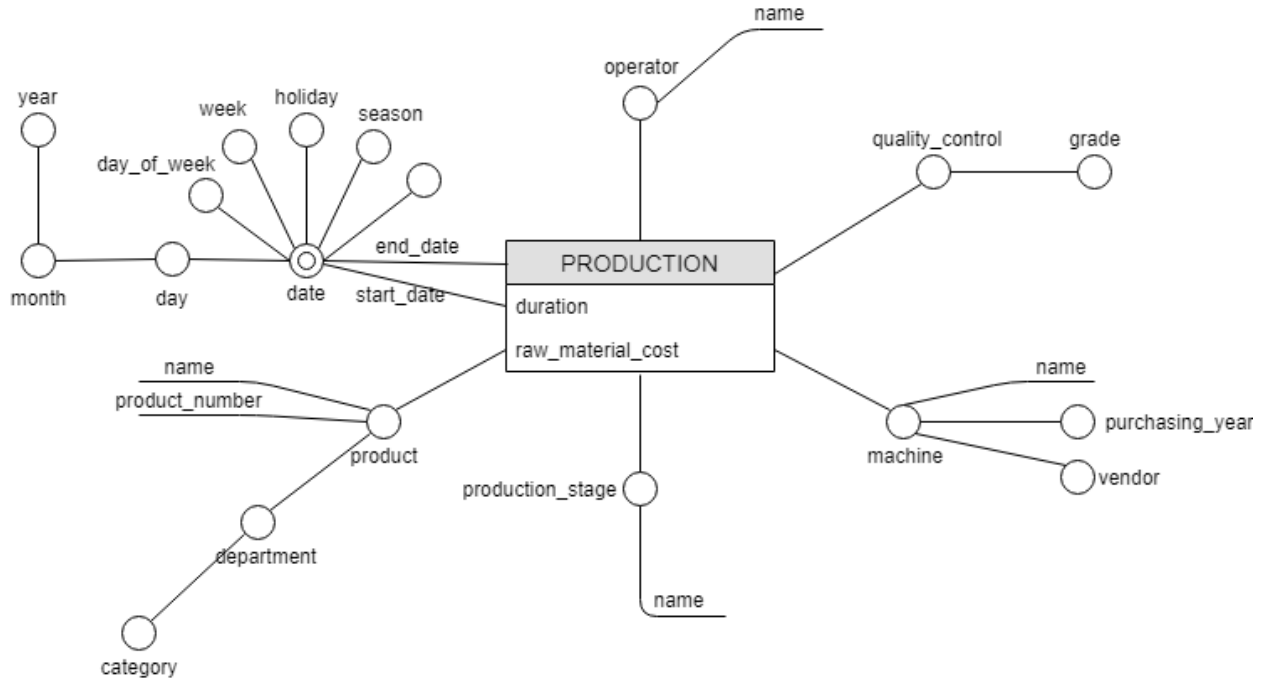 name
operator
year
week
holiday
season
day_of_week
quality_control
grade
end_date
PRODUCTION
month
day
date
start_date
duration
raw_material_cost
name
product_number
product
name
purchasing_year
machine
vendor
production_stage
department
name
category